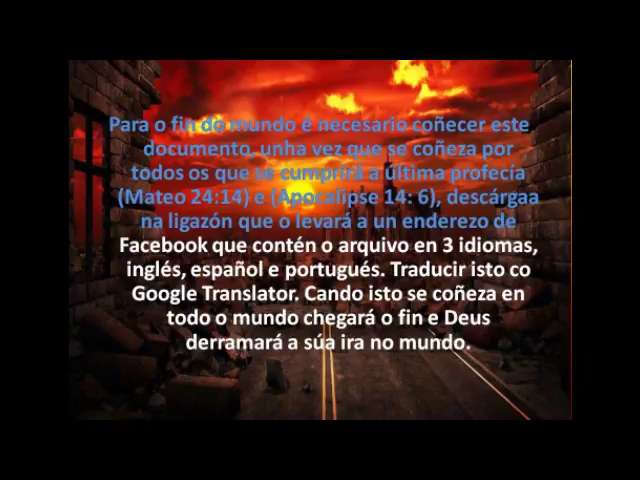 Para o fin do mundo é necesario coñecer este
documento, unha vez que se coñeza por
todos os que se cumprirá a última profecía
(Mateo 24:14) e (Apocalipse 14: 6), descárgaa
na ligazón que o levará a un enderezo de
Facebook que contén o arquivo en 3 idiomas,
inglés, español e portugués. Traducir isto co
Google Translator. Cando isto se coñeza en
todo o mundo chegará o fin e Deus
derramará a súa ira no mundo.